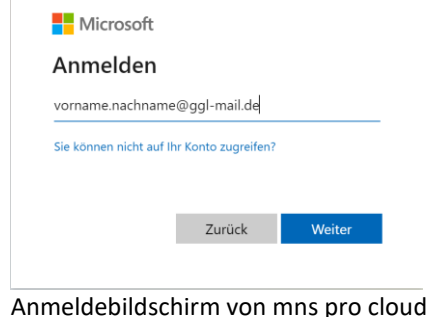 Microsoft
Anmelden
vorname.nachname@ggl-mail.de
Sie können nicht auf Ihr Konto zugreifen?
Zurück Weiter
Anmeldebildschirm von mns pro cloud